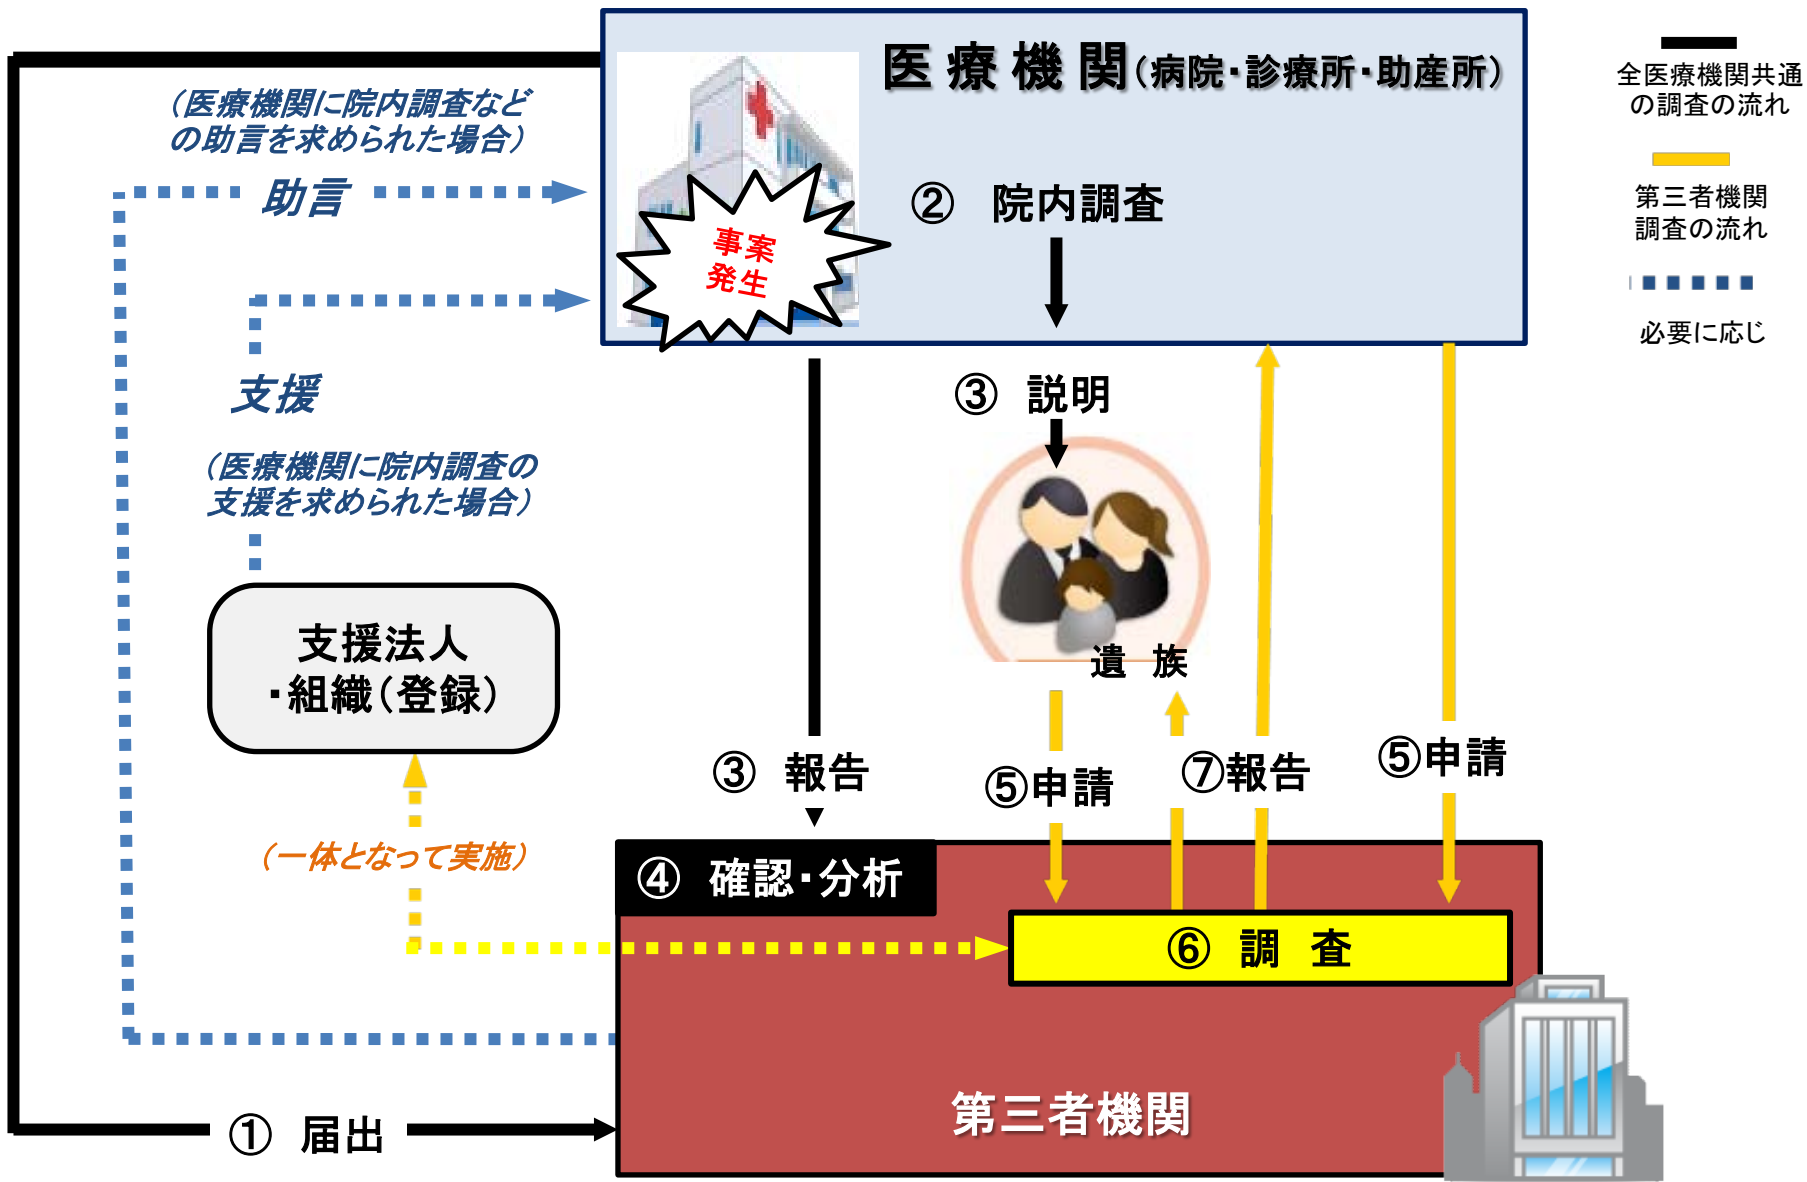 医療機関(病院・診療所・助産所)
全医療機関共通
の調査の流れ
第三者機関
調査の流れ
必要に応じ
(医療機関に院内調査など
の助言を求められた場合)
助言
② 院内調査
事案
発生
支援
(医療機関に院内調査の
支援を求められた場合)
③ 説明
支援法人
・組織(登録)
遺 族
③ 報告
⑤申請
⑦報告
⑤申請
(一体となって実施)
④ 確認・分析
⑥ 調 査
第三者機関
① 届出